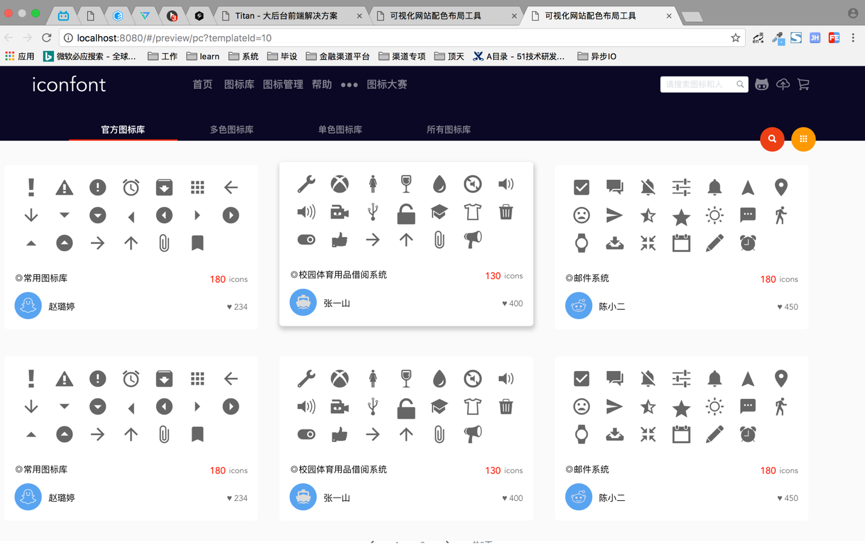 Titan - 大后台前端解决方案
可视化网站配色布局工具
可视化网站配色布局工具
localhost:8080/#/preview/pc?templateId=10
应用 微软必应搜索 - 全球... 工作 learn 系统 毕设 金融渠道平台 渠道专项 顶天 A目录 - 51技术研发... 异步IO
iconfont 首页 图标库 图标管理 帮助 图标大赛 请搜索图标和人
官方图标库 多色图标库 单色图标库 所有图标库
◎常用图标库 180 icons ◎校园体育用品借阅系统 130 icons ◎邮件系统 180 icons
赵璐婷 ♥ 234 张一山 ♥ 400 陈小二 ♥ 450
◎常用图标库 180 icons ◎校园体育用品借阅系统 130 icons ◎邮件系统 180 icons
赵璐婷 ♥ 234 张一山 ♥ 400 陈小二 ♥ 450